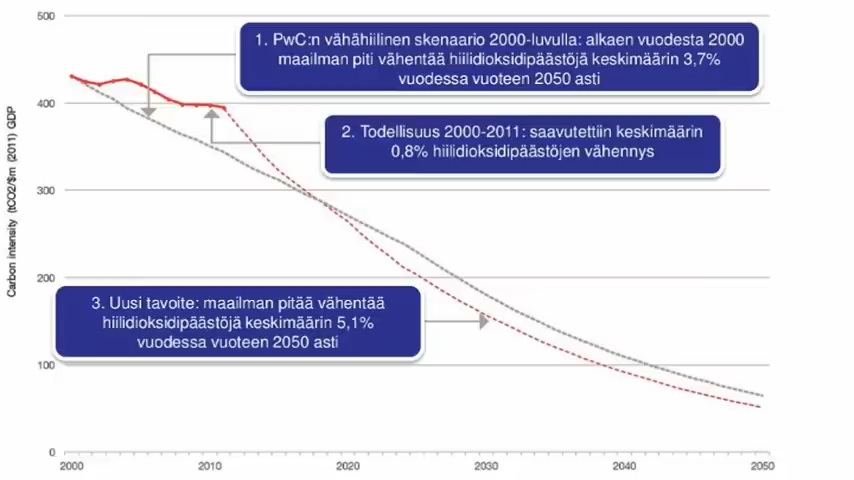 500
400
300
200
100
0
Carbon intensity (tCO2/$m (2011) GDP
1. PwC:n vähähiilinen skenaario 2000-luvulla: alkaen vuodesta 2000
maailman piti vähentää hiilidioksidipäästöjä keskimäärin 3,7%
vuodessa vuoteen 2050 asti
2. Todellisuus 2000-2011: saavutettiin keskimäärin
0,8% hiilidioksidipäästöjen vähennys
3. Uusi tavoite: maailman pitää vähentää
hiilidioksidipäästöjä keskimäärin 5,1%
vuodessa vuoteen 2050 asti
2000 2010 2020 2030 2040 2050